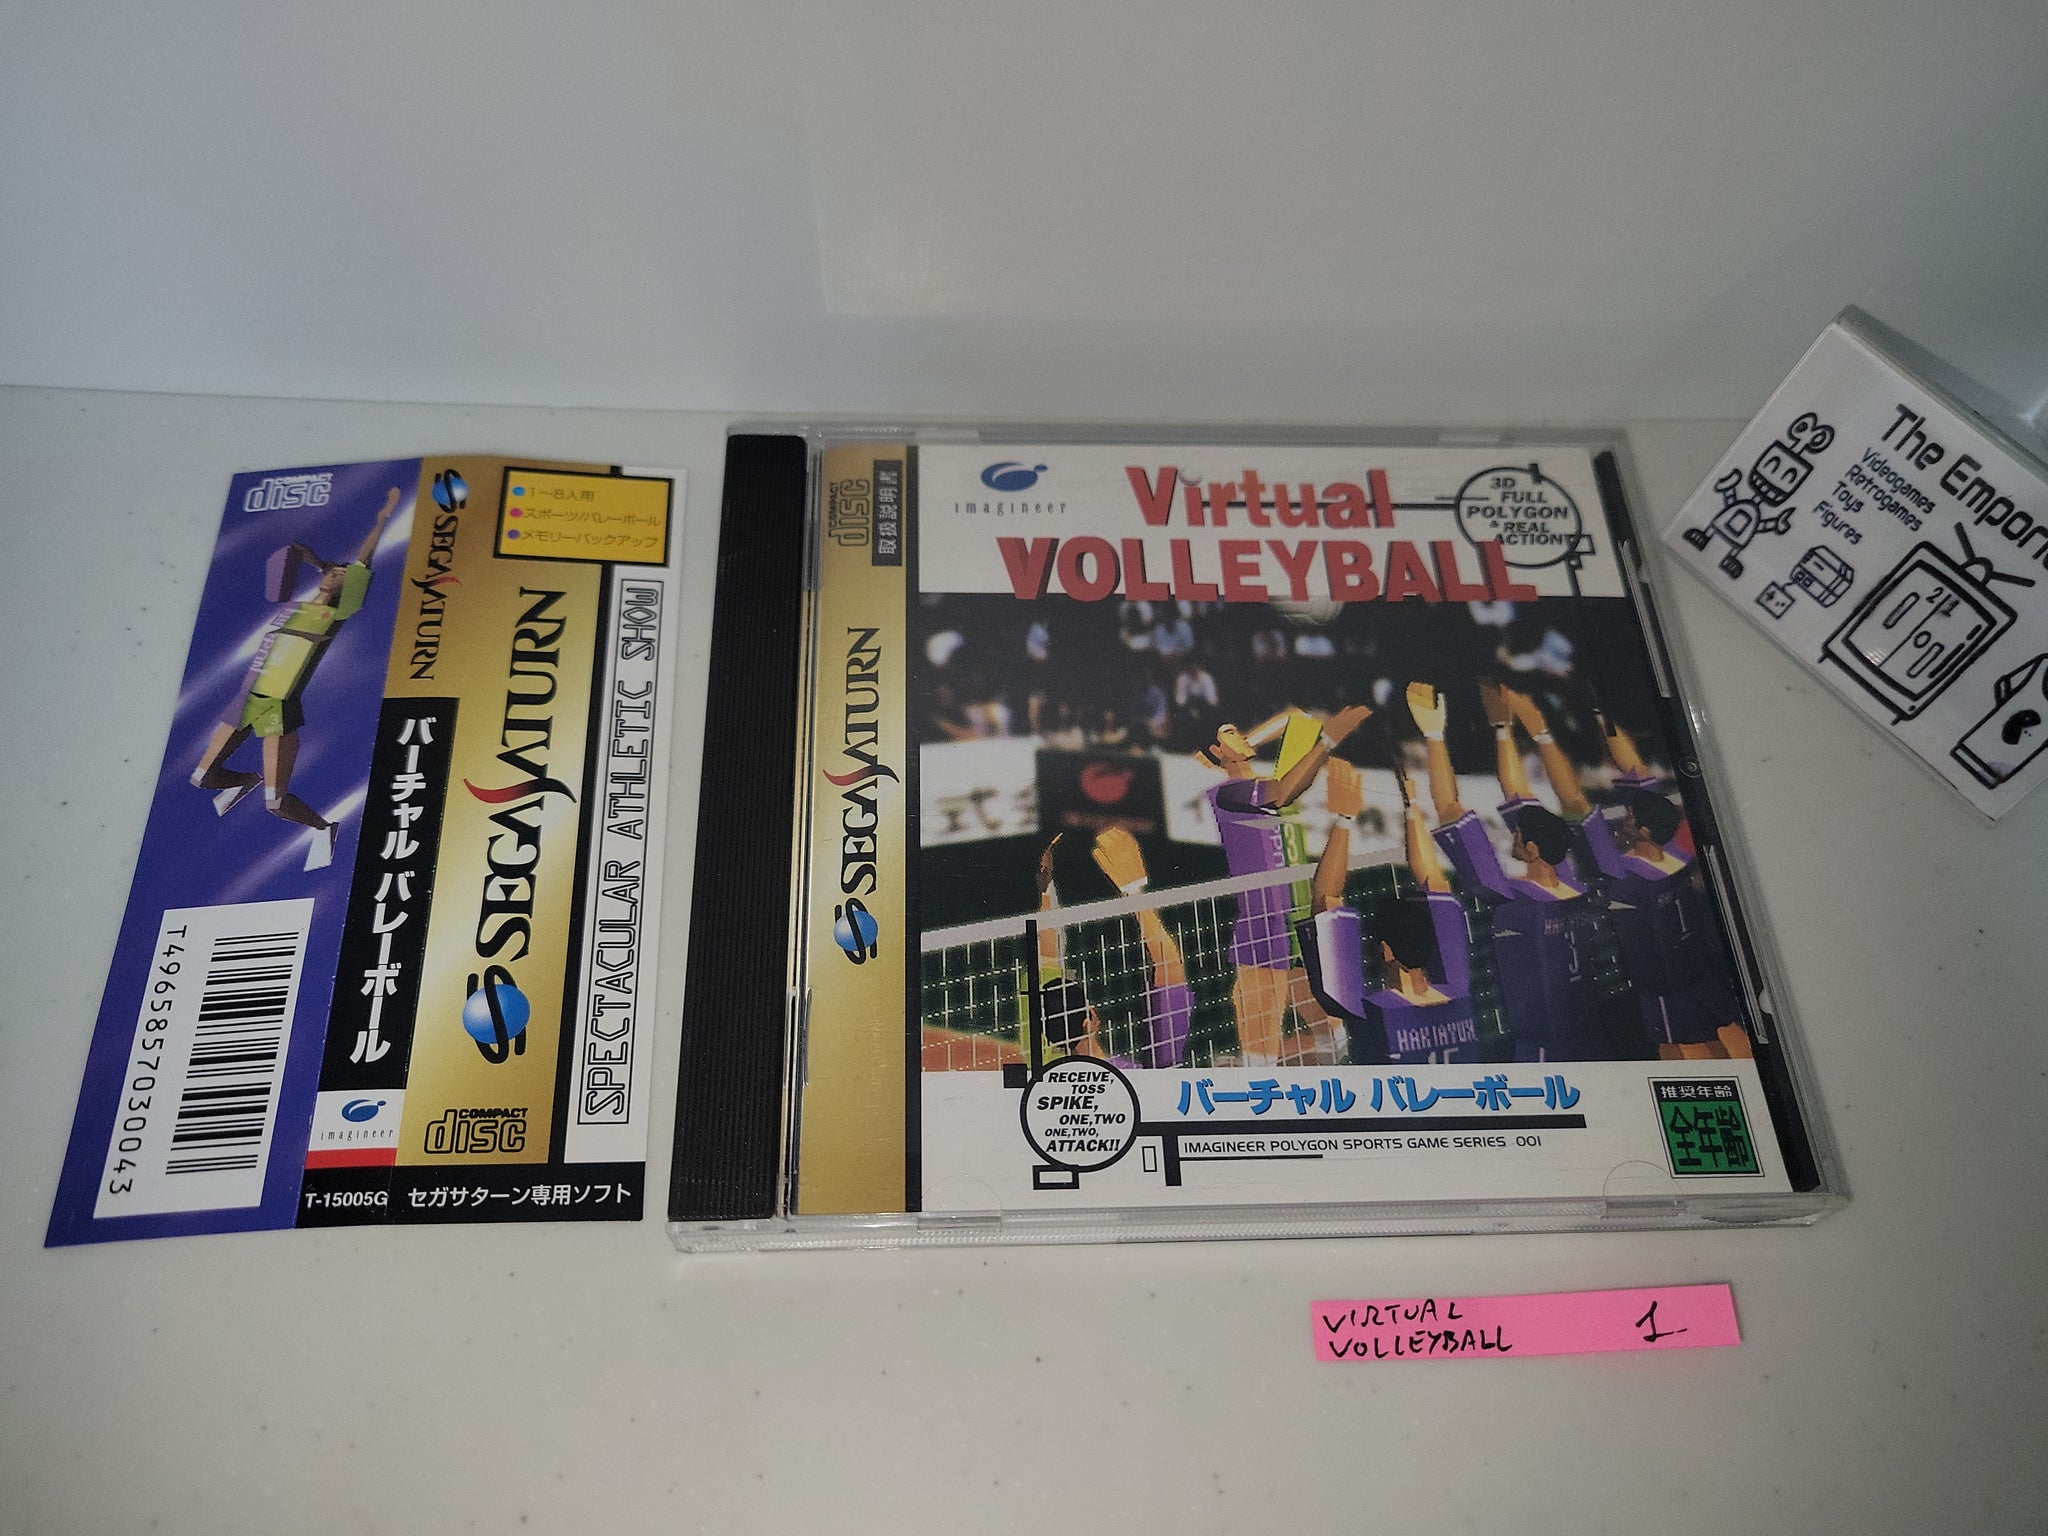 COMPACT
disc
T4965857030043
SEGA SATURN
バーチャル バレーボール
imagineer
T-15005G
1〜8人用
スポーツ/バレーボール
メモリーバックアップ
SEGA SATURN
COMPACT
disc
セガサターン専用ソフト
SPECTACULAR ATHLETIC SHOW
COMPACT
disc
取扱説明書
SEGA SATURN
imagineer
Virtual
VOLLEYBALL
3D
FULL
POLYGON
& REAL
ACTION
HAKIAYUK
RECEIVE,
TOSS
SPIKE,
ONE,TWO
ONE,TWO,
ATTACK!!
バーチャル バレーボール
IMAGINEER POLYGON SPORTS GAME SERIES 001
推奨年齢
全年齢
The Empori
Videogames
Retrogames
Toys
Figures
21
VIRTUAL
VOLLEYBALL
1